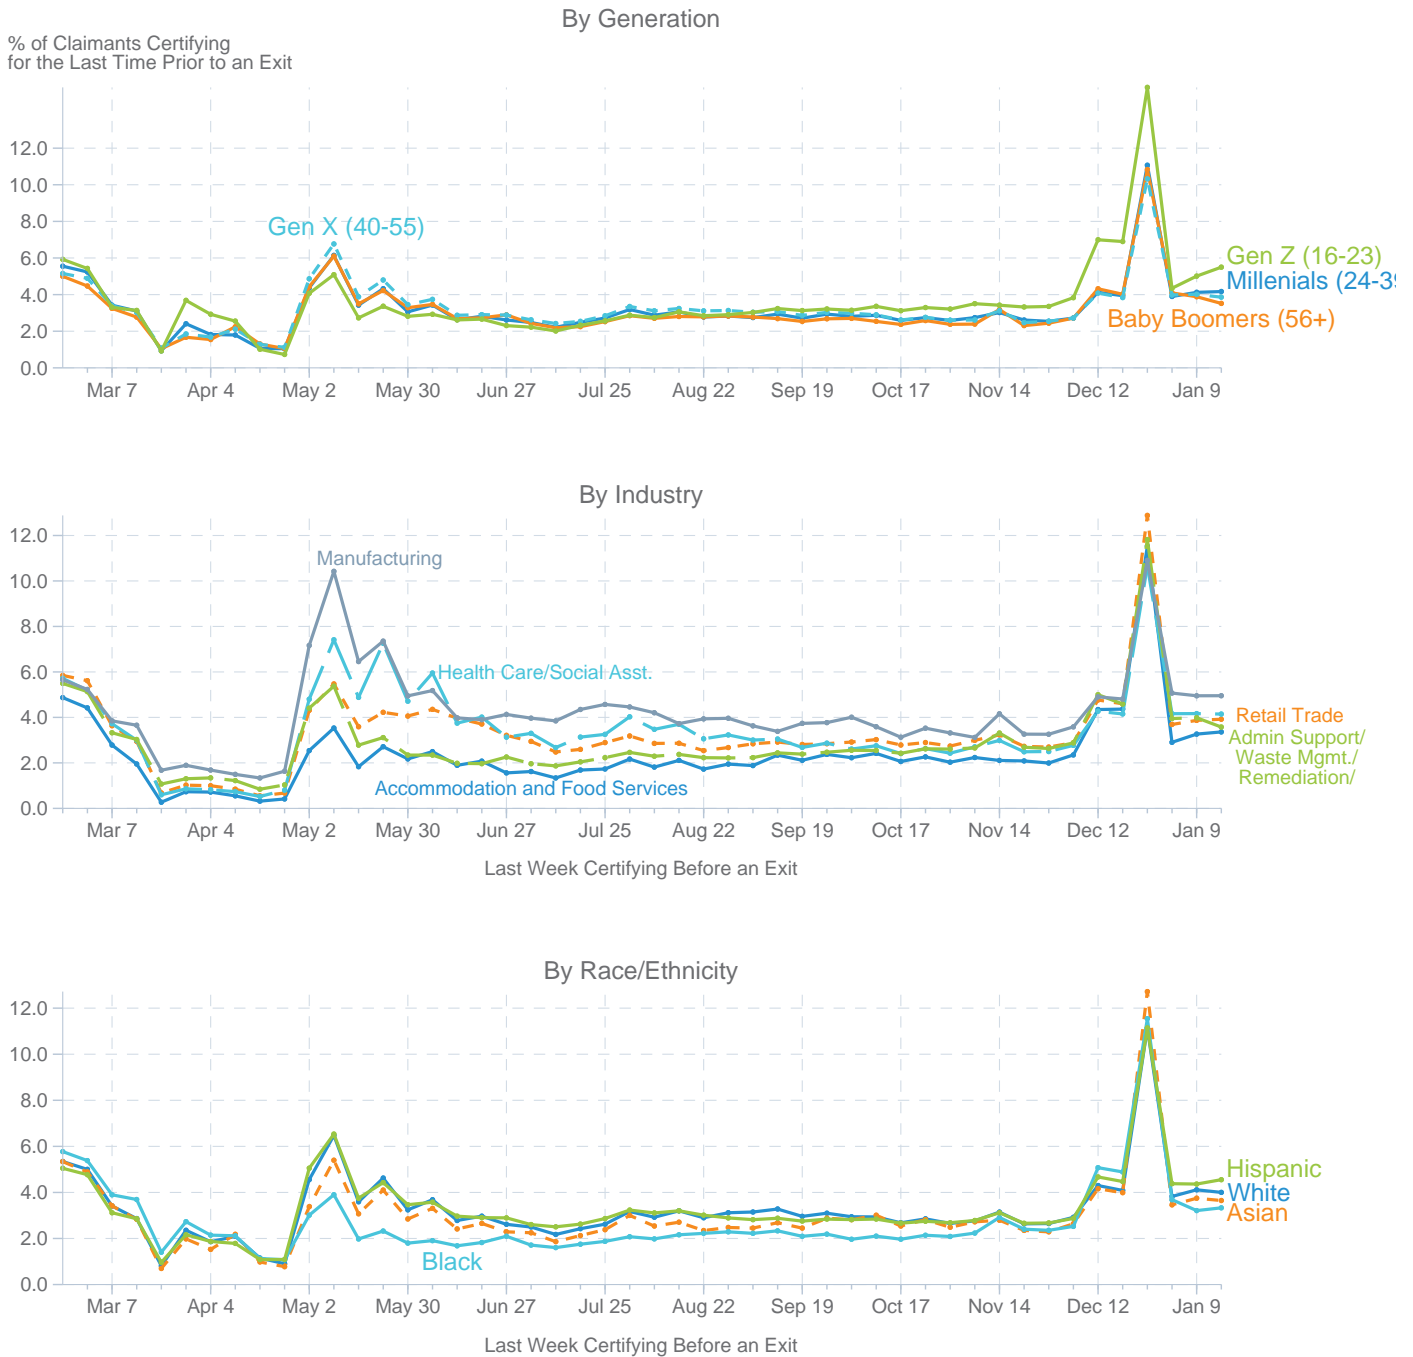 By Generation
% of Claimants Certifying
for the Last Time Prior to an Exit
12.0
10.0
8.0
6.0
4.0
2.0
0.0
Gen X (40-55)
Gen Z (16-23)
Millenials (24-39
Baby Boomers (56+)
Mar 7 Apr 4 May 2 May 30 Jun 27 Jul 25 Aug 22 Sep 19 Oct 17 Nov 14 Dec 12 Jan 9
By Industry
12.0
10.0
8.0
6.0
4.0
2.0
0.0
Manufacturing
Health Care/Social Asst.
Retail Trade
Admin Support/
Waste Mgmt./
Remediation/
Accommodation and Food Services
Mar 7 Apr 4 May 2 May 30 Jun 27 Jul 25 Aug 22 Sep 19 Oct 17 Nov 14 Dec 12 Jan 9
Last Week Certifying Before an Exit
By Race/Ethnicity
12.0
10.0
8.0
6.0
4.0
2.0
0.0
Hispanic
White
Asian
Black
Mar 7 Apr 4 May 2 May 30 Jun 27 Jul 25 Aug 22 Sep 19 Oct 17 Nov 14 Dec 12 Jan 9
Last Week Certifying Before an Exit